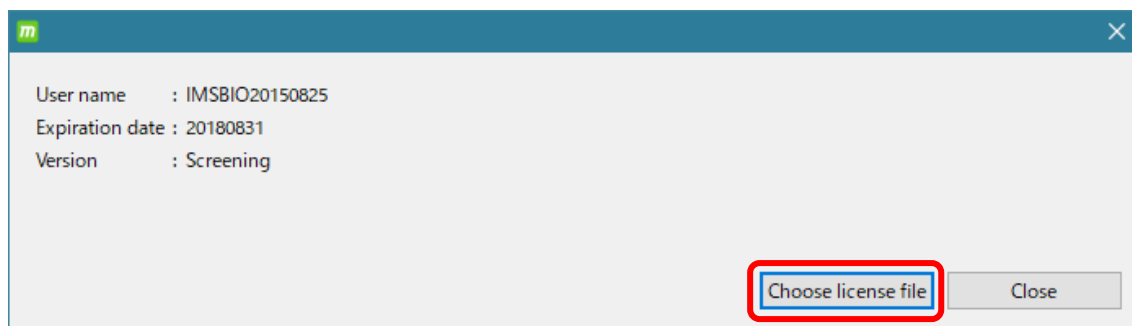 m
User name : IMSBIO20150825
Expiration date : 20180831
Version : Screening
Choose license file Close